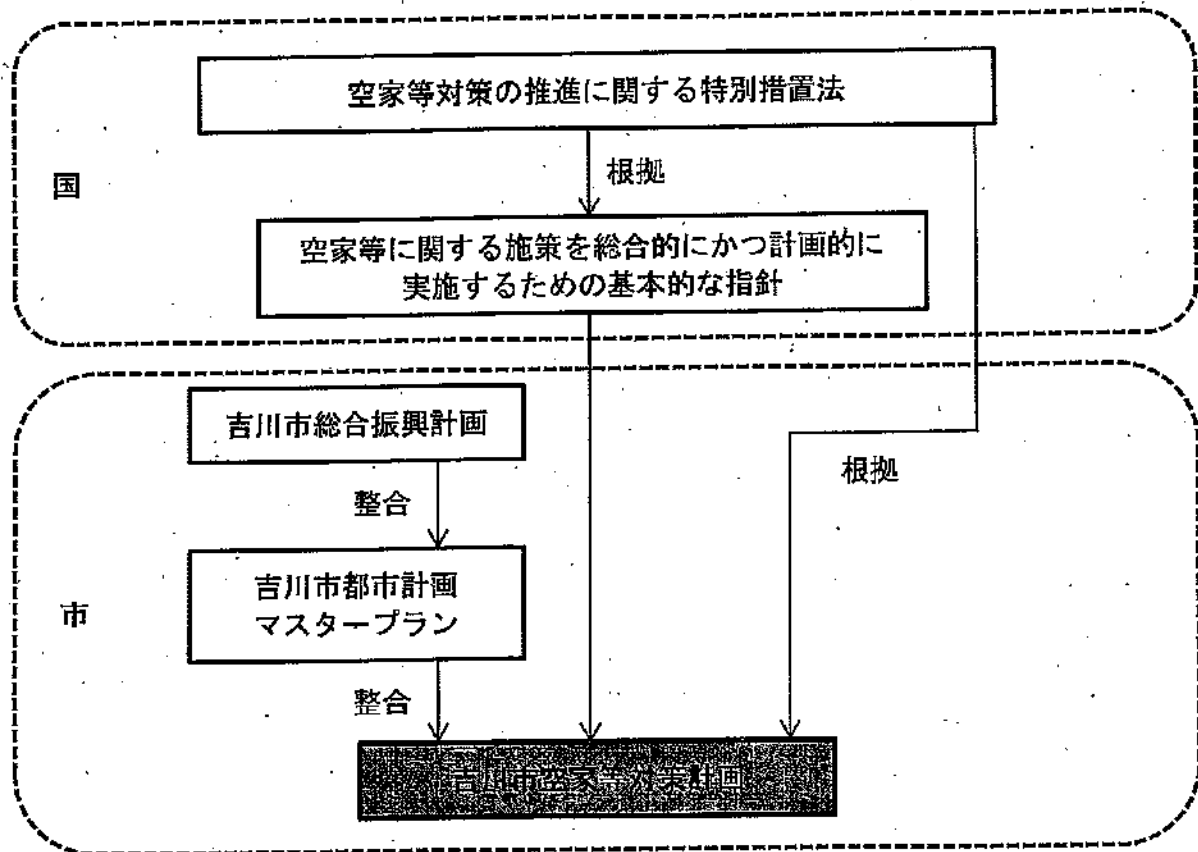 空家等対策の推進に関する特別措置法
国
根拠
空家等に関する施策を総合的にかつ計画的に
実施するための基本的な指針
吉川市総合振興計画
根拠
整合
吉川市都市計画
マスタープラン
市
整合
吉川市空家等対策計画